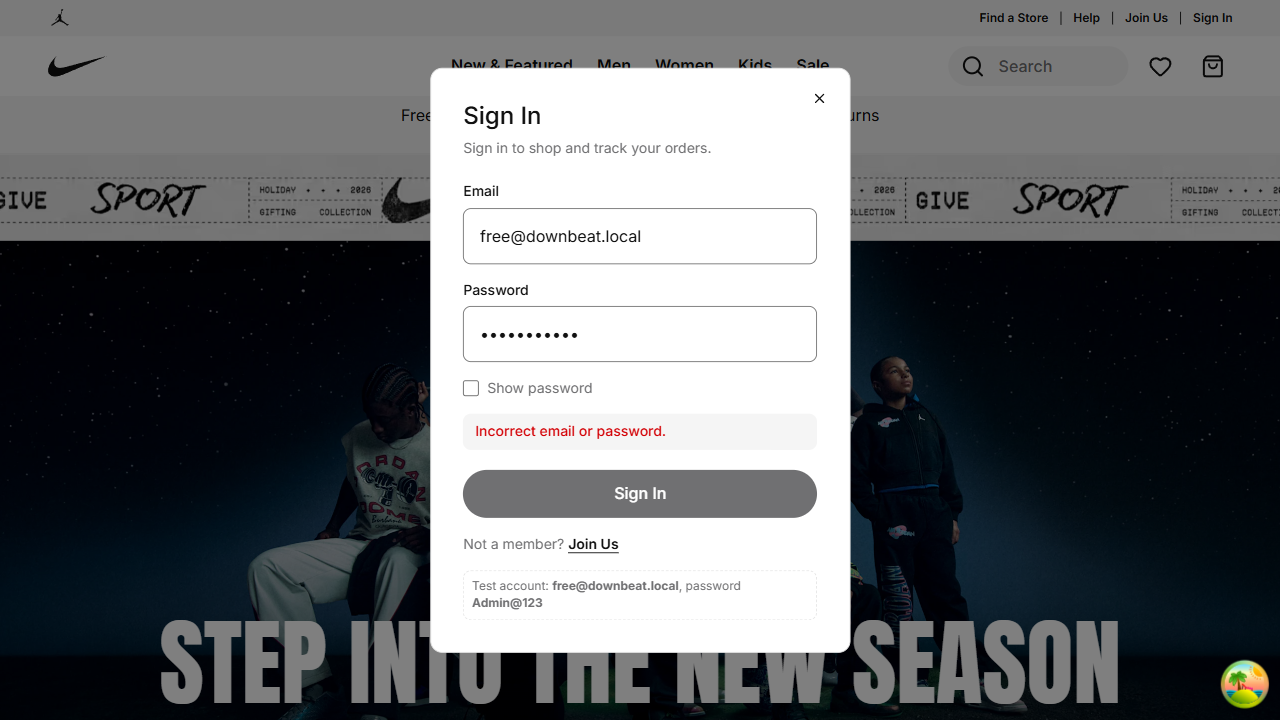 Find a Store | Help | Join Us | Sign In
New & Featured Men Women Kids Sale
Search
Free
urns
Sign In
Sign in to shop and track your orders.
Email
free@downbeat.local
Password
•••••••••••
Show password
Incorrect email or password.
Sign In
Not a member? Join Us
Test account: free@downbeat.local, password
Admin@123
GIVE SPORT HOLIDAY 2026
GIFTING COLLECTION
2026
COLLECTION
GIVE SPORT HOLIDAY
GIFTING
STEP INTO THE NEW SEASON